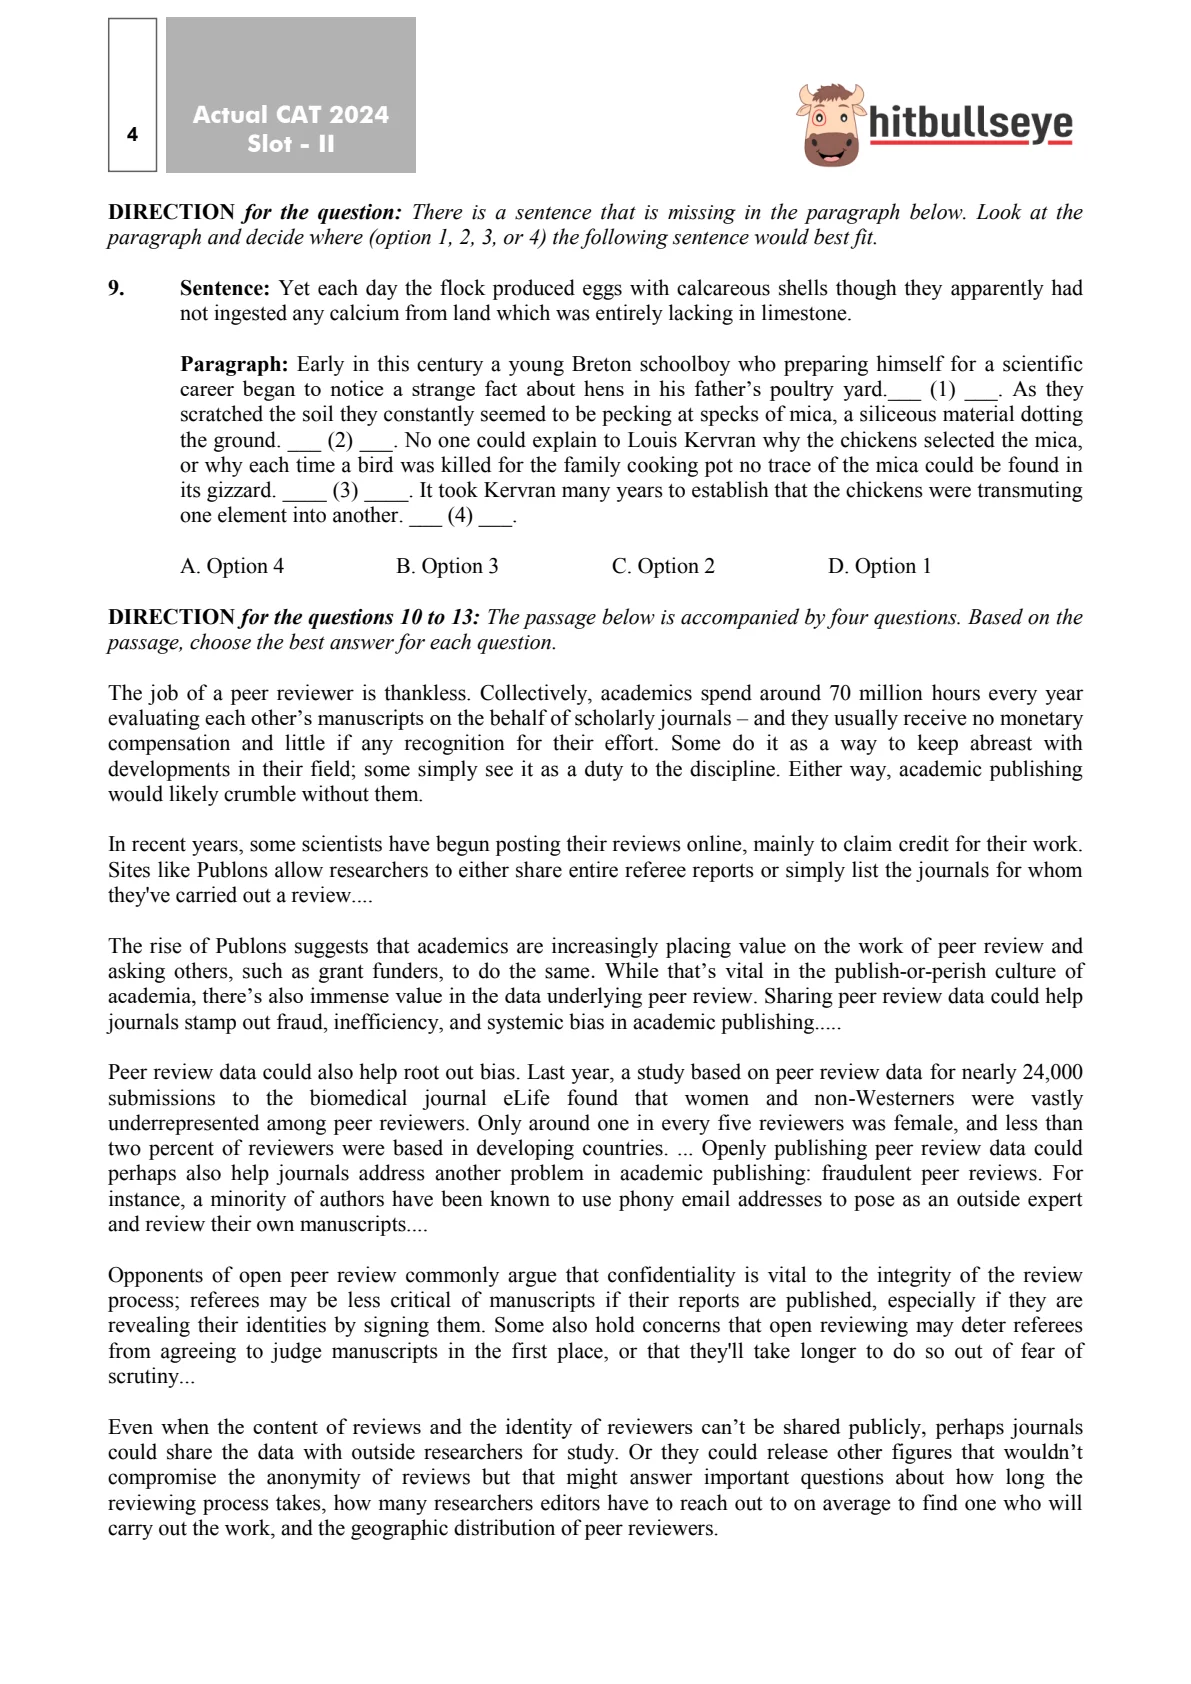 4
Actual CAT 2024
Slot - II
hitbullseye
DIRECTION for the question: There is a sentence that is missing in the paragraph below. Look at the
paragraph and decide where (option 1, 2, 3, or 4) the following sentence would best fit.
9. Sentence: Yet each day the flock produced eggs with calcareous shells though they apparently had
not ingested any calcium from land which was entirely lacking in limestone.
Paragraph: Early in this century a young Breton schoolboy who preparing himself for a scientific
career began to notice a strange fact about hens in his father’s poultry yard.___ (1) ___. As they
scratched the soil they constantly seemed to be pecking at specks of mica, a siliceous material dotting
the ground. ___ (2) ___. No one could explain to Louis Kervran why the chickens selected the mica,
or why each time a bird was killed for the family cooking pot no trace of the mica could be found in
its gizzard. ____ (3) ____. It took Kervran many years to establish that the chickens were transmuting
one element into another. ___ (4) ___.
A. Option 4 B. Option 3 C. Option 2 D. Option 1
DIRECTION for the questions 10 to 13: The passage below is accompanied by four questions. Based on the
passage, choose the best answer for each question.
The job of a peer reviewer is thankless. Collectively, academics spend around 70 million hours every year
evaluating each other’s manuscripts on the behalf of scholarly journals – and they usually receive no monetary
compensation and little if any recognition for their effort. Some do it as a way to keep abreast with
developments in their field; some simply see it as a duty to the discipline. Either way, academic publishing
would likely crumble without them.
In recent years, some scientists have begun posting their reviews online, mainly to claim credit for their work.
Sites like Publons allow researchers to either share entire referee reports or simply list the journals for whom
they've carried out a review....
The rise of Publons suggests that academics are increasingly placing value on the work of peer review and
asking others, such as grant funders, to do the same. While that’s vital in the publish-or-perish culture of
academia, there’s also immense value in the data underlying peer review. Sharing peer review data could help
journals stamp out fraud, inefficiency, and systemic bias in academic publishing.....
Peer review data could also help root out bias. Last year, a study based on peer review data for nearly 24,000
submissions to the biomedical journal eLife found that women and non-Westerners were vastly
underrepresented among peer reviewers. Only around one in every five reviewers was female, and less than
two percent of reviewers were based in developing countries. ... Openly publishing peer review data could
perhaps also help journals address another problem in academic publishing: fraudulent peer reviews. For
instance, a minority of authors have been known to use phony email addresses to pose as an outside expert
and review their own manuscripts....
Opponents of open peer review commonly argue that confidentiality is vital to the integrity of the review
process; referees may be less critical of manuscripts if their reports are published, especially if they are
revealing their identities by signing them. Some also hold concerns that open reviewing may deter referees
from agreeing to judge manuscripts in the first place, or that they'll take longer to do so out of fear of
scrutiny...
Even when the content of reviews and the identity of reviewers can’t be shared publicly, perhaps journals
could share the data with outside researchers for study. Or they could release other figures that wouldn’t
compromise the anonymity of reviews but that might answer important questions about how long the
reviewing process takes, how many researchers editors have to reach out to on average to find one who will
carry out the work, and the geographic distribution of peer reviewers.